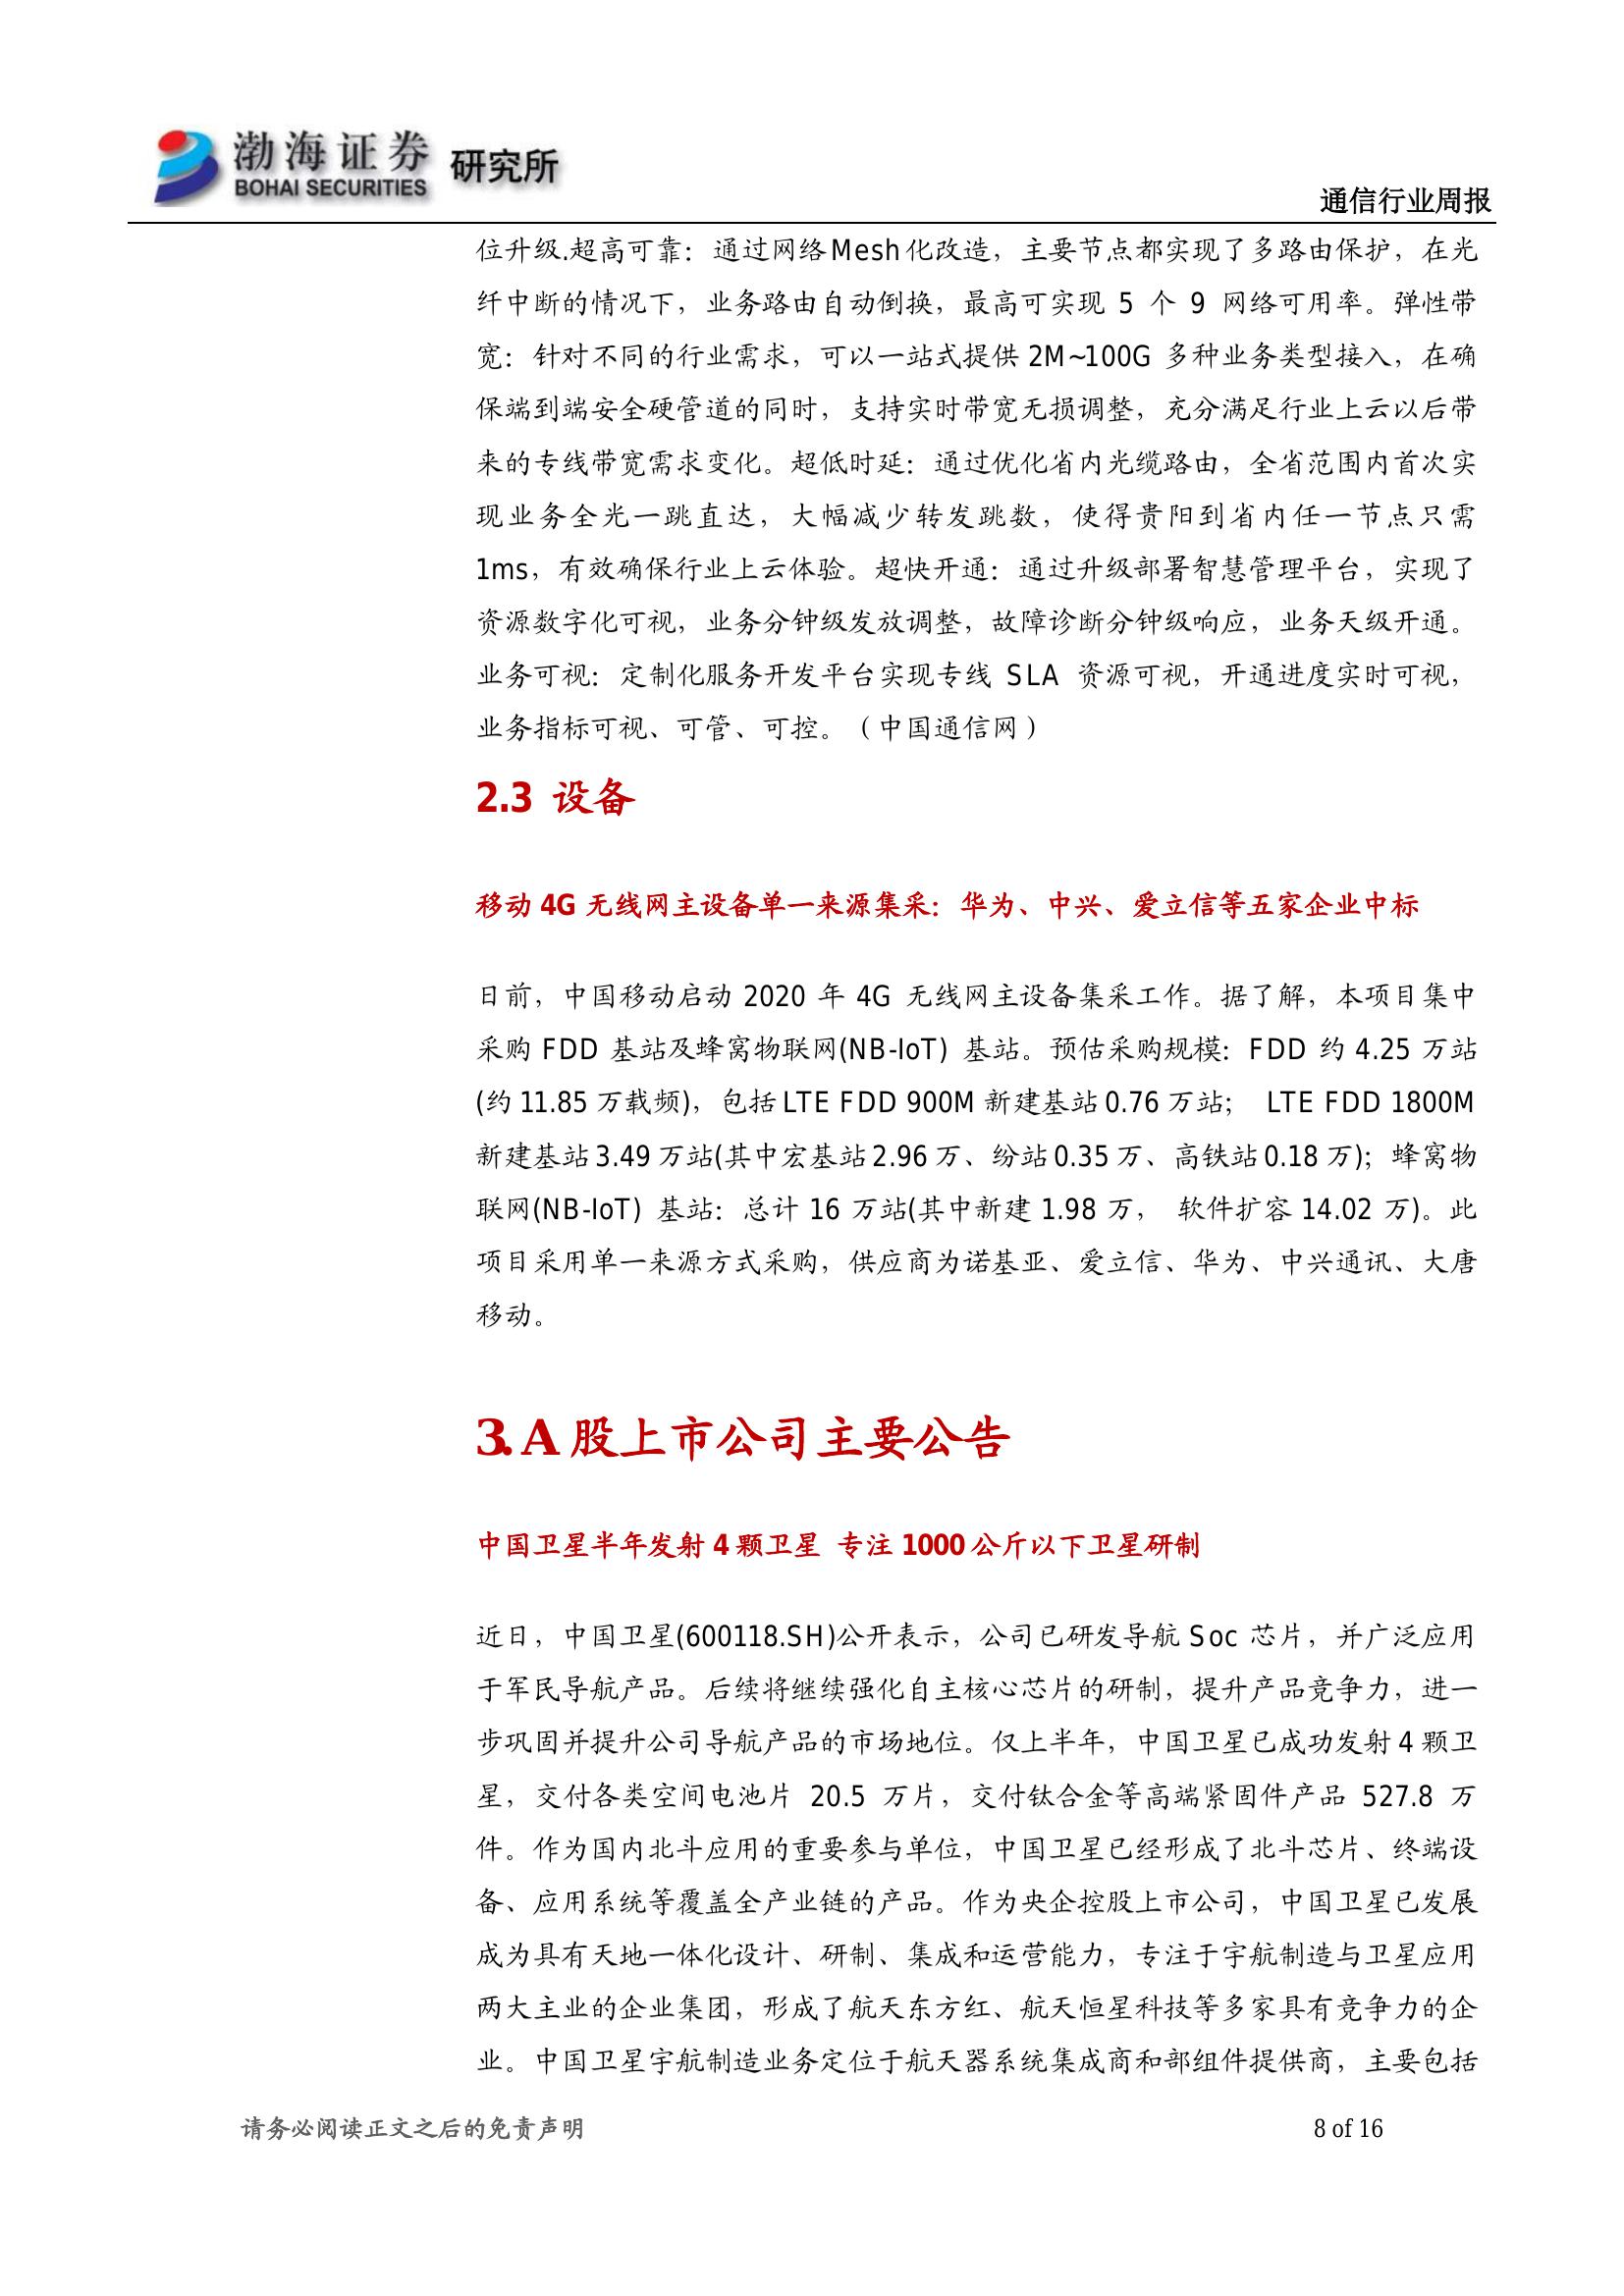 渤海证券 研究所
BOHAI SECURITIES
通信行业周报
位升级.超高可靠：通过网络Mesh化改造，主要节点都实现了多路由保护，在光
纤中断的情况下，业务路由自动倒换，最高可实现 5 个 9 网络可用率。弹性带
宽：针对不同的行业需求，可以一站式提供 2M~100G 多种业务类型接入，在确
保端到端安全硬管道的同时，支持实时带宽无损调整，充分满足行业上云以后带
来的专线带宽需求变化。超低时延：通过优化省内光缆路由，全省范围内首次实
现业务全光一跳直达，大幅减少转发跳数，使得贵阳到省内任一节点只需
1ms，有效确保行业上云体验。超快开通：通过升级部署智慧管理平台，实现了
资源数字化可视，业务分钟级发放调整，故障诊断分钟级响应，业务天级开通。
业务可视：定制化服务开发平台实现专线 SLA 资源可视，开通进度实时可视，
业务指标可视、可管、可控。（中国通信网）
2.3 设备
移动 4G 无线网主设备单一来源集采：华为、中兴、爱立信等五家企业中标
日前，中国移动启动 2020 年 4G 无线网主设备集采工作。据了解，本项目集中
采购 FDD 基站及蜂窝物联网(NB-IoT) 基站。预估采购规模：FDD 约 4.25 万站
(约 11.85 万载频)，包括 LTE FDD 900M 新建基站 0.76 万站； LTE FDD 1800M
新建基站 3.49 万站(其中宏基站 2.96 万、纷站 0.35 万、高铁站 0.18 万)；蜂窝物
联网(NB-IoT) 基站：总计 16 万站(其中新建 1.98 万， 软件扩容 14.02 万)。此
项目采用单一来源方式采购，供应商为诺基亚、爱立信、华为、中兴通讯、大唐
移动。
3. A 股上市公司主要公告
中国卫星半年发射 4 颗卫星 专注 1000 公斤以下卫星研制
近日，中国卫星(600118.SH)公开表示，公司已研发导航 Soc 芯片，并广泛应用
于军民导航产品。后续将继续强化自主核心芯片的研制，提升产品竞争力，进一
步巩固并提升公司导航产品的市场地位。仅上半年，中国卫星已成功发射 4 颗卫
星，交付各类空间电池片 20.5 万片，交付钛合金等高端紧固件产品 527.8 万
件。作为国内北斗应用的重要参与单位，中国卫星已经形成了北斗芯片、终端设
备、应用系统等覆盖全产业链的产品。作为央企控股上市公司，中国卫星已发展
成为具有天地一体化设计、研制、集成和运营能力，专注于宇航制造与卫星应用
两大主业的企业集团，形成了航天东方红、航天恒星科技等多家具有竞争力的企
业。中国卫星宇航制造业务定位于航天器系统集成商和部组件提供商，主要包括
请务必阅读正文之后的免责声明
8 of 16